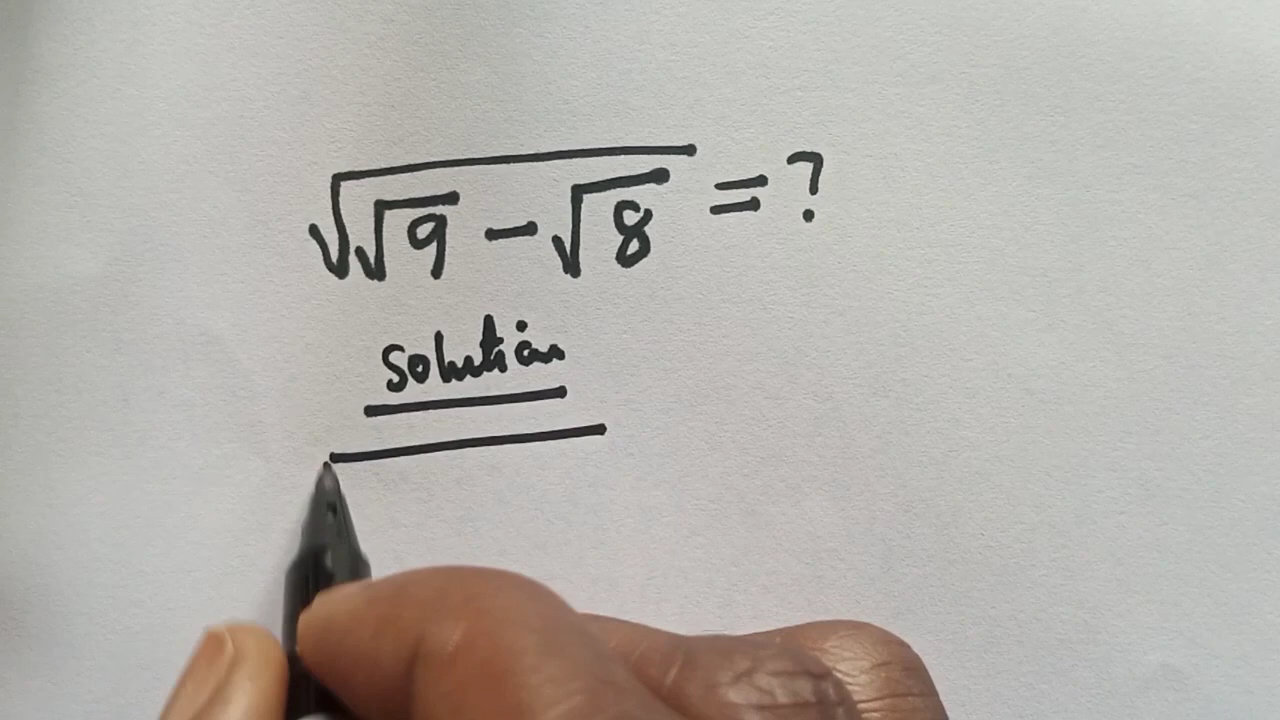 √(√9 - √8) = ?
solution